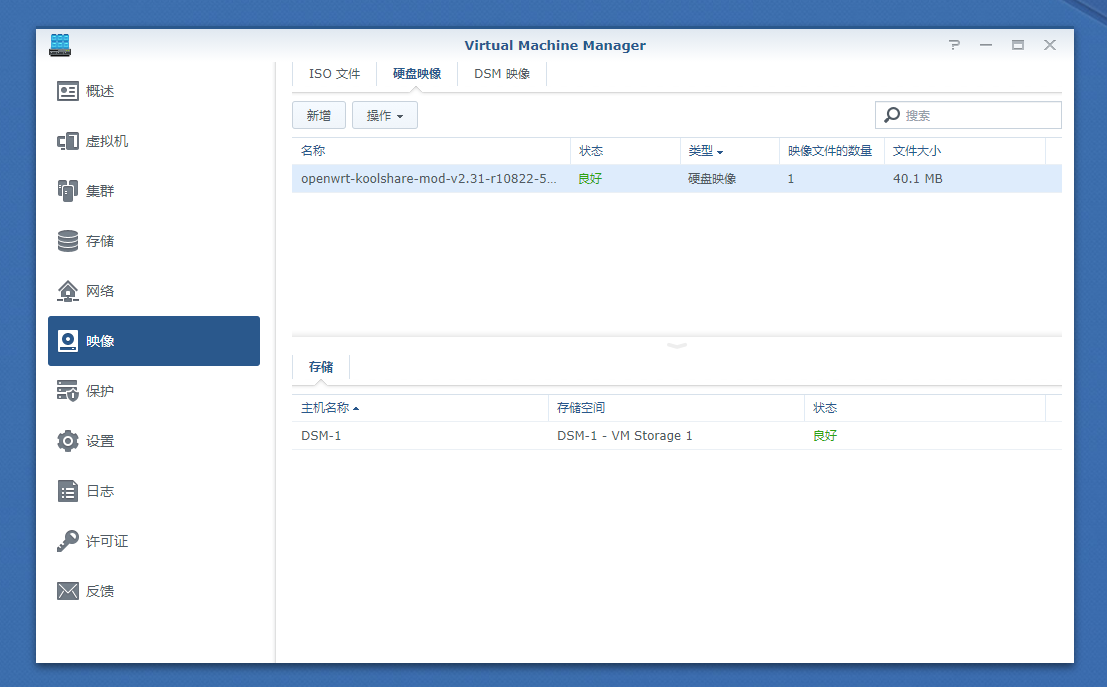 Virtual Machine Manager
概述
虚拟机
集群
存储
网络
映像
保护
设置
日志
许可证
反馈
ISO 文件 硬盘映像 DSM 映像
新增 操作 搜索
名称 状态 类型 映像文件的数量 文件大小
openwrt-koolshare-mod-v2.31-r10822-5... 良好 硬盘映像 1 40.1 MB
存储
主机名称 存储空间 状态
DSM-1 DSM-1 - VM Storage 1 良好